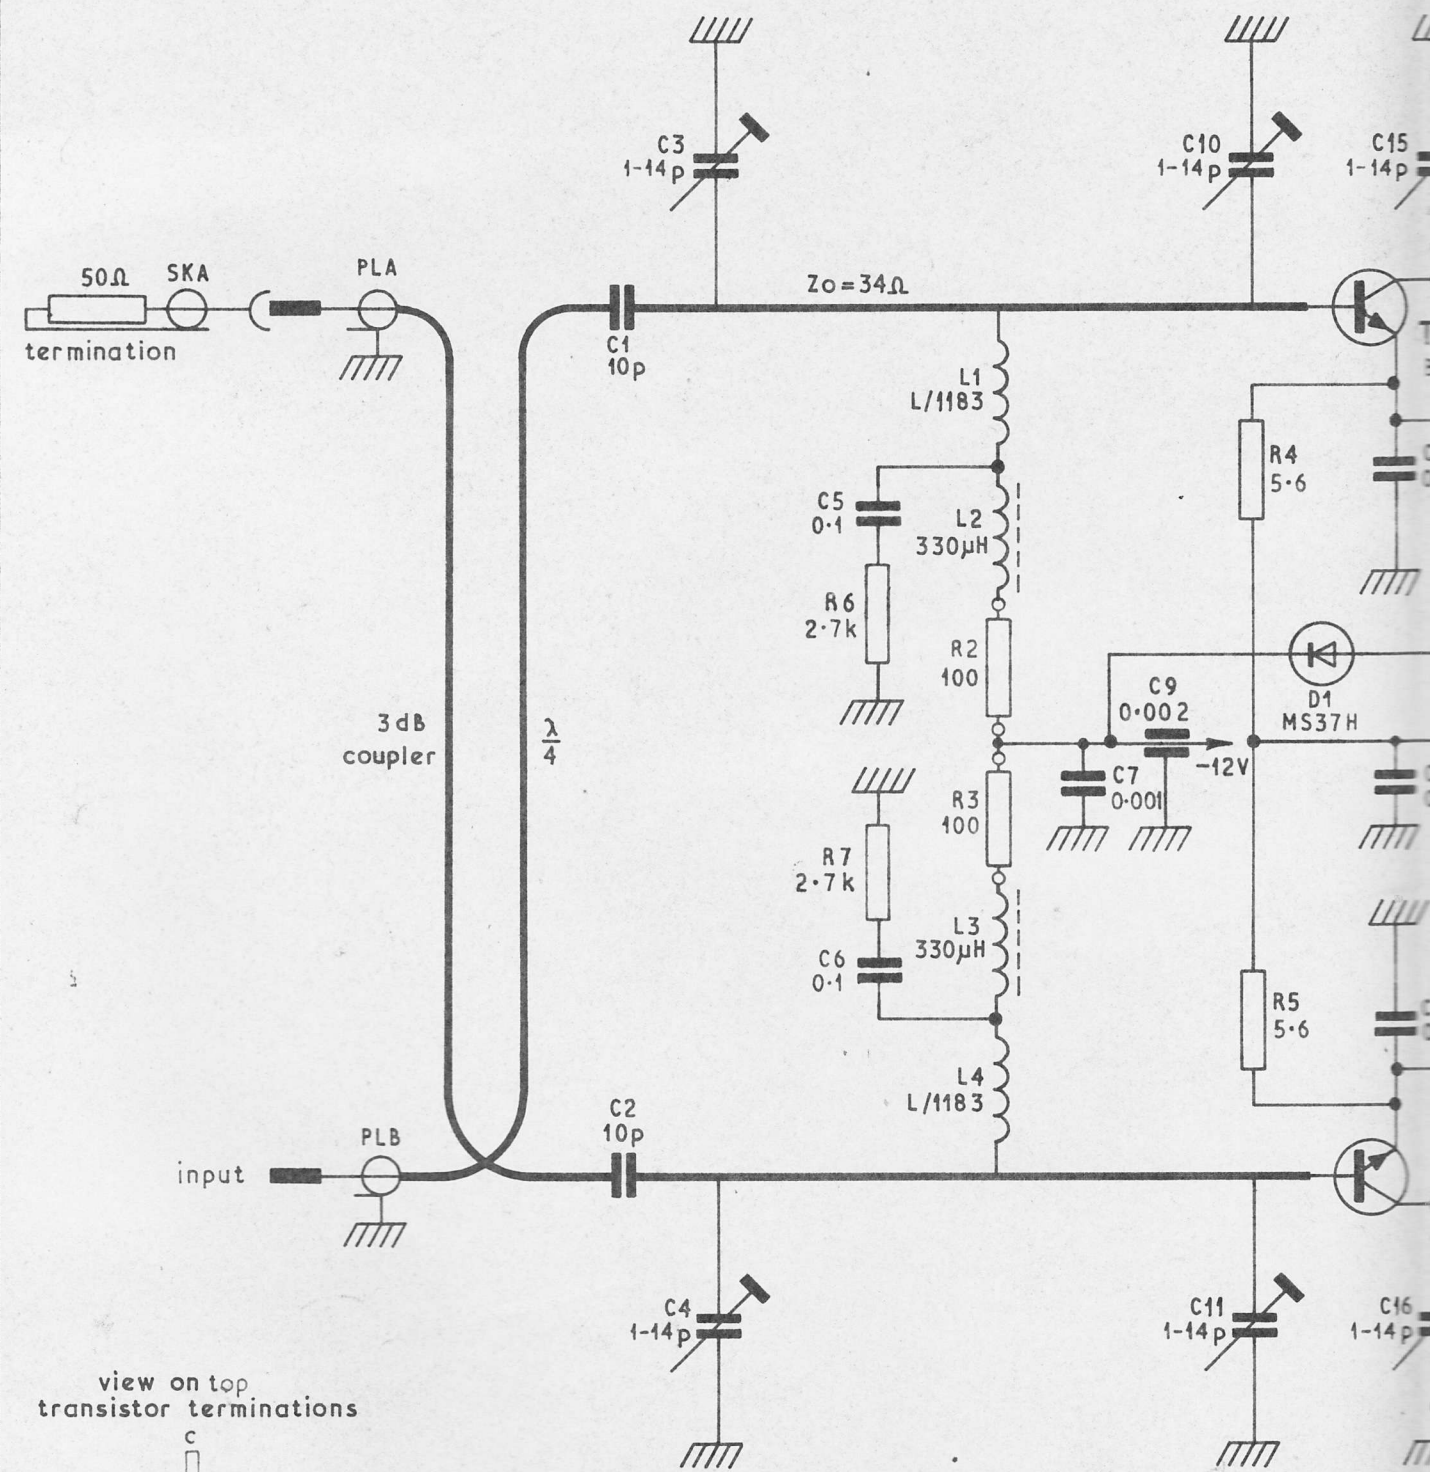 C3
1-14p
C10
1-14p
C15
1-14p
50Ω
SKA
PLA
termination
Zo=34Ω
C1
10p
L1
L/1183
R4
5·6
C5
0·1
L2
330µH
R6
2·7k
R2
100
C9
0·002
D1
MS37H
3dB
coupler
λ
4
-12V
C7
0·001
R3
100
R7
2·7k
L3
330µH
C6
0·1
R5
5·6
L4
L/1183
C2
10p
PLB
input
C4
1-14p
C11
1-14p
C16
1-14p
view on top
transistor terminations
c